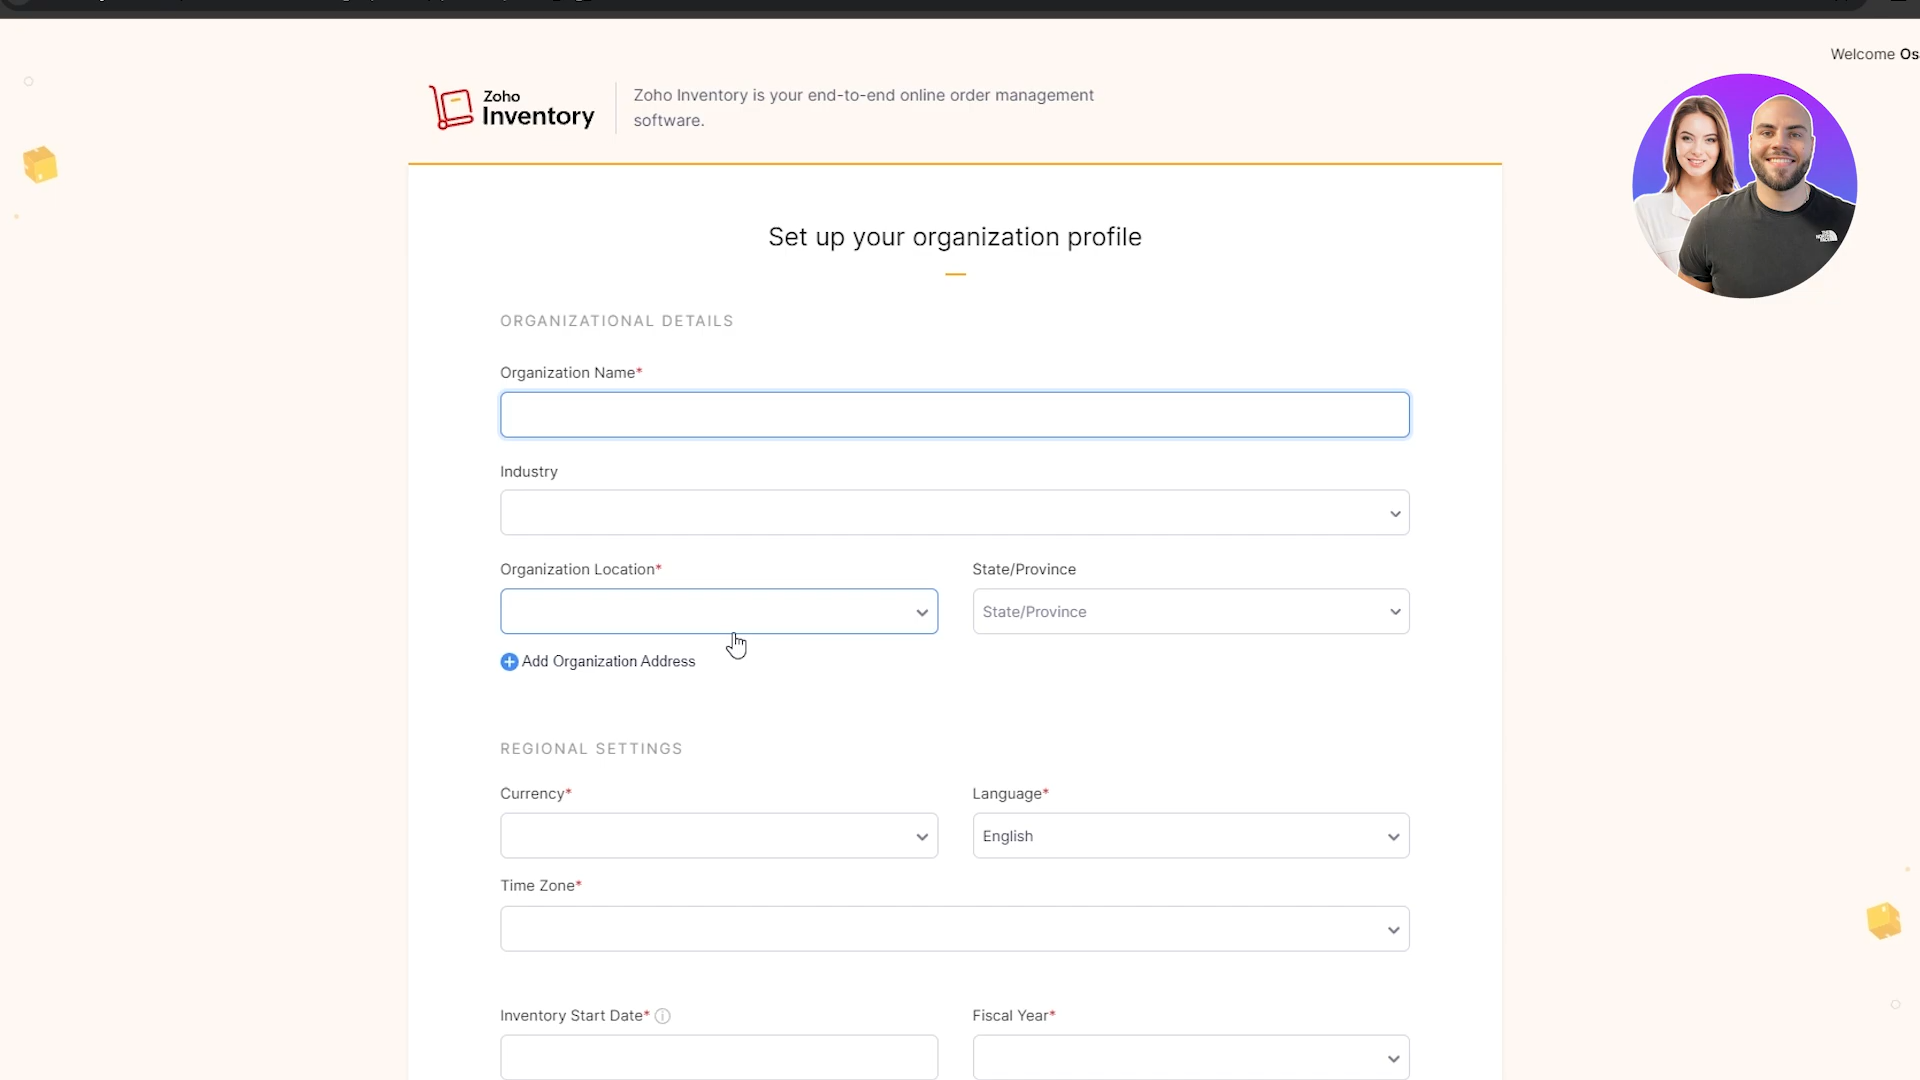 Welcome Os
Zoho
Inventory
Zoho Inventory is your end-to-end online order management
software.
Set up your organization profile
ORGANIZATIONAL DETAILS
Organization Name*
Industry
Organization Location*
State/Province
State/Province
Add Organization Address
REGIONAL SETTINGS
Currency*
Language*
English
Time Zone*
Inventory Start Date*
Fiscal Year*